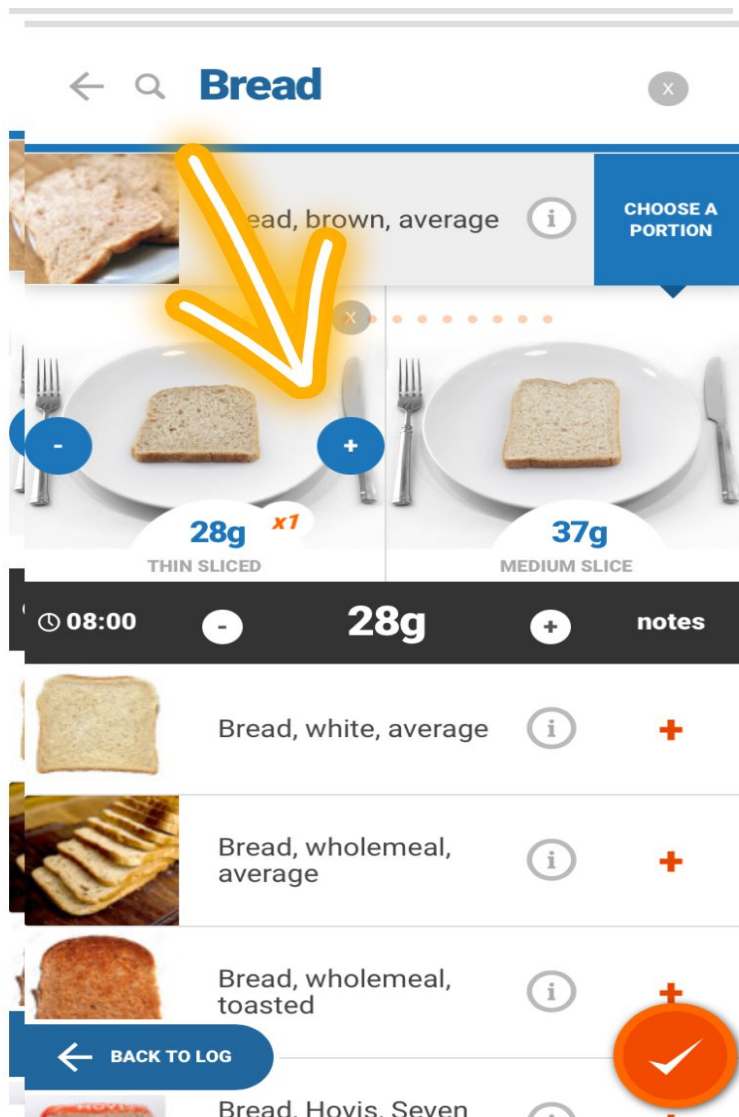 Bread
X
ead, brown, average
i
CHOOSE A
PORTION
X
-
+
28g
x1
THIN SLICED
37g
MEDIUM SLICE
08:00
-
28g
+
notes
Bread, white, average
i
+
Bread, wholemeal,
average
i
+
Bread, wholemeal,
toasted
i
+
BACK TO LOG
Bread, Hovis, Seven